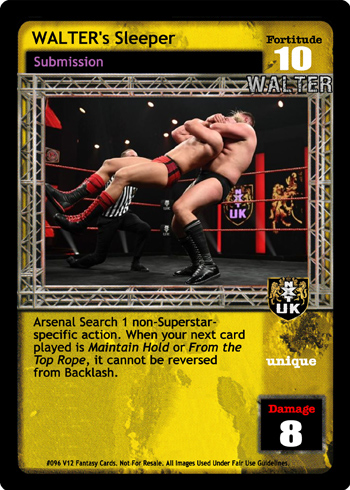 WALTER's Sleeper
Fortitude
10
Submission
WALTER
NXT
UK
NXT
UK
Arsenal Search 1 non-Superstar-
specific action. When your next card
played is Maintain Hold or From the
Top Rope, it cannot be reversed
from Backlash.
unique
Damage
8
#096 V12 Fantasy Cards. Not For Resale. All Images Used Under Fair Use Guidelines.